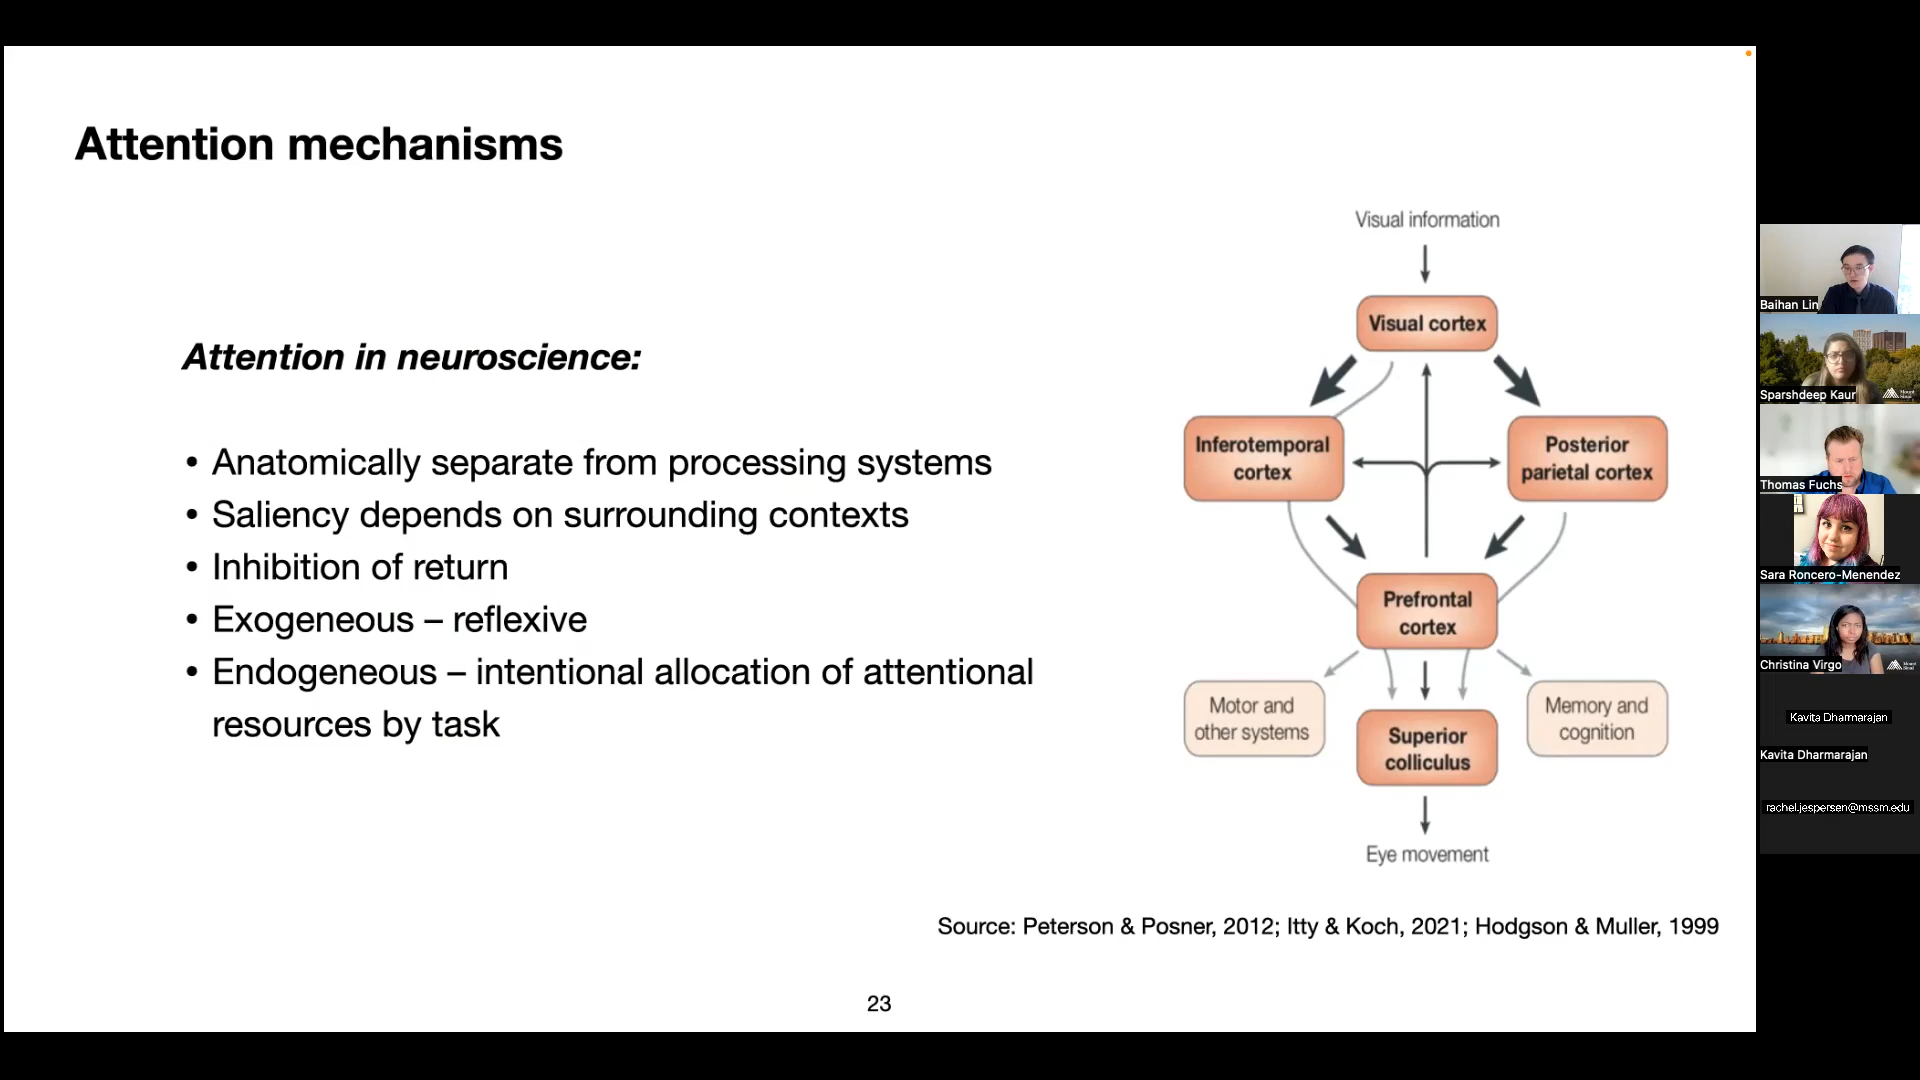 Attention mechanisms
Attention in neuroscience:
• Anatomically separate from processing systems
• Saliency depends on surrounding contexts
• Inhibition of return
• Exogeneous – reflexive
• Endogeneous – intentional allocation of attentional
resources by task
Visual information
Visual cortex
Inferotemporal
cortex
Posterior
parietal cortex
Prefrontal
cortex
Motor and
other systems
Superior
colliculus
Memory and
cognition
Eye movement
Source: Peterson & Posner, 2012; Itty & Koch, 2021; Hodgson & Muller, 1999
23
Baihan Lin
Sparshdeep Kaur
Mount
Sinai
Thomas Fuchs
Sara Roncero-Menendez
Christina Virgo
Mount
Sinai
Kavita Dharmarajan
Kavita Dharmarajan
rachel.jespersen@mssm.edu